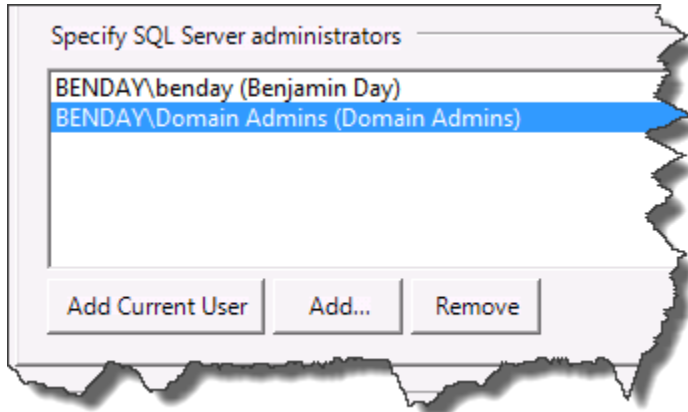 Specify SQL Server administrators
BENDAY\benday (Benjamin Day)
BENDAY\Domain Admins (Domain Admins)
Add Current User Add... Remove